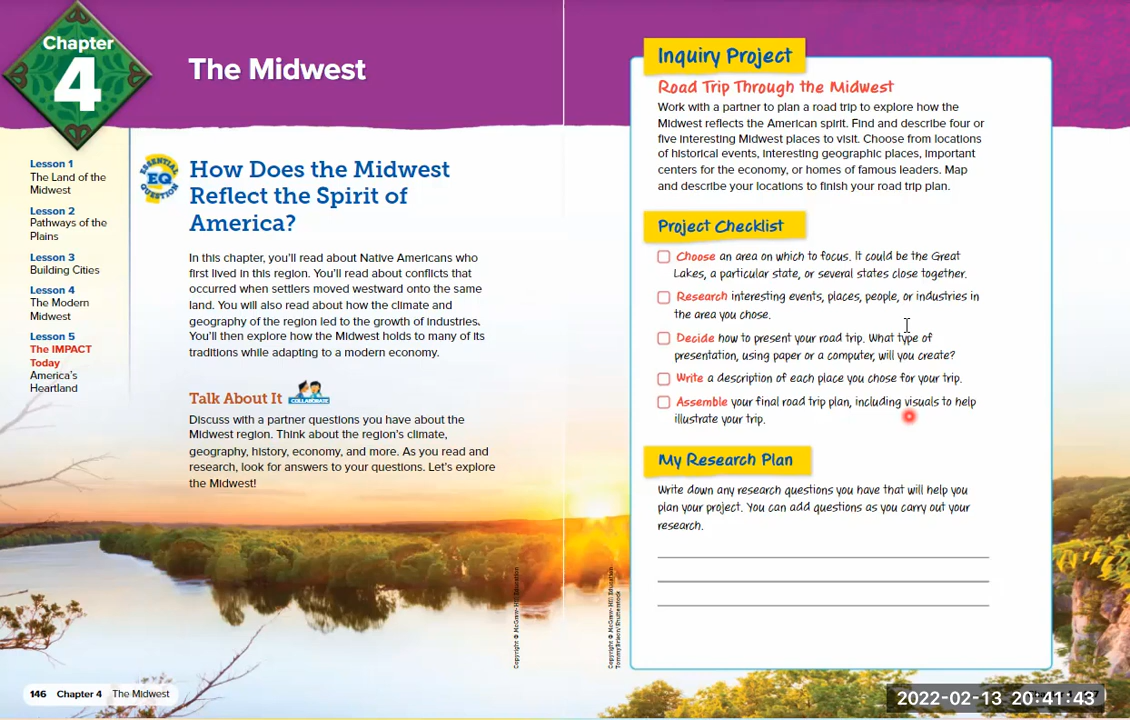 Chapter
4
The Midwest
Lesson 1
The Land of the
Midwest
Lesson 2
Pathways of the
Plains
Lesson 3
Building Cities
Lesson 4
The Modern
Midwest
Lesson 5
The IMPACT
Today
America's
Heartland
ESSENTIAL
EQ
QUESTION
How Does the Midwest
Reflect the Spirit of
America?
In this chapter, you'll read about Native Americans who
first lived in this region. You'll read about conflicts that
occurred when settlers moved westward onto the same
land. You will also read about how the climate and
geography of the region led to the growth of industries.
You'll then explore how the Midwest holds to many of its
traditions while adapting to a modern economy.
Talk About It
COLLABORATE
Discuss with a partner questions you have about the
Midwest region. Think about the region's climate,
geography, history, economy, and more. As you read and
research, look for answers to your questions. Let's explore
the Midwest!
Copyright © McGraw-Hill Education
146 Chapter 4 The Midwest
Inquiry Project
Road Trip Through the Midwest
Work with a partner to plan a road trip to explore how the
Midwest reflects the American spirit. Find and describe four or
five interesting Midwest places to visit. Choose from locations
of historical events, interesting geographic places, important
centers for the economy, or homes of famous leaders. Map
and describe your locations to finish your road trip plan.
Project Checklist
Choose an area on which to focus. It could be the Great
Lakes, a particular state, or several states close together.
Research interesting events, places, people, or industries in
the area you chose.
Decide how to present your road trip. What type of
presentation, using paper or a computer, will you create?
Write a description of each place you chose for your trip.
Assemble your final road trip plan, including visuals to help
illustrate your trip.
My Research Plan
Write down any research questions you have that will help you
plan your project. You can add questions as you carry out your
research.
Copyright © McGraw-Hill Education
2022-02-13 20:41:43